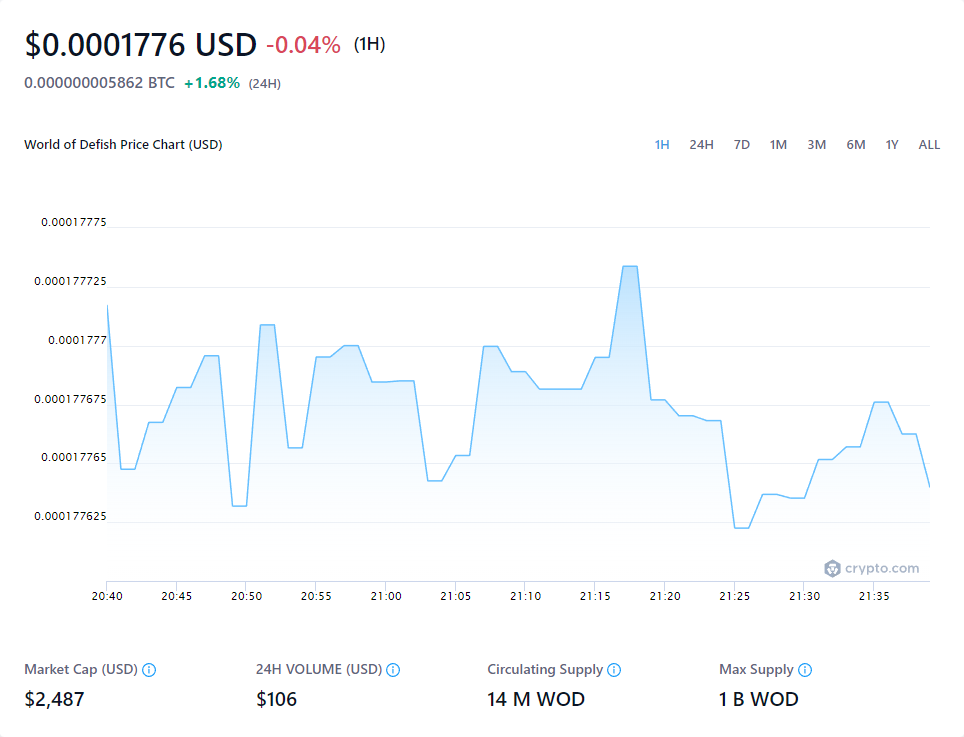 $0.0001776 USD -0.04% (1H)
0.000000005862 BTC +1.68% (24H)
World of Defish Price Chart (USD) 1H 24H 7D 1M 3M 6M 1Y ALL
0.00017775
0.000177725
0.0001777
0.000177675
0.00017765
0.000177625
crypto.com
20:40 20:45 20:50 20:55 21:00 21:05 21:10 21:15 21:20 21:25 21:30 21:35
Market Cap (USD) 24H VOLUME (USD) Circulating Supply Max Supply
$2,487 $106 14 M WOD 1 B WOD